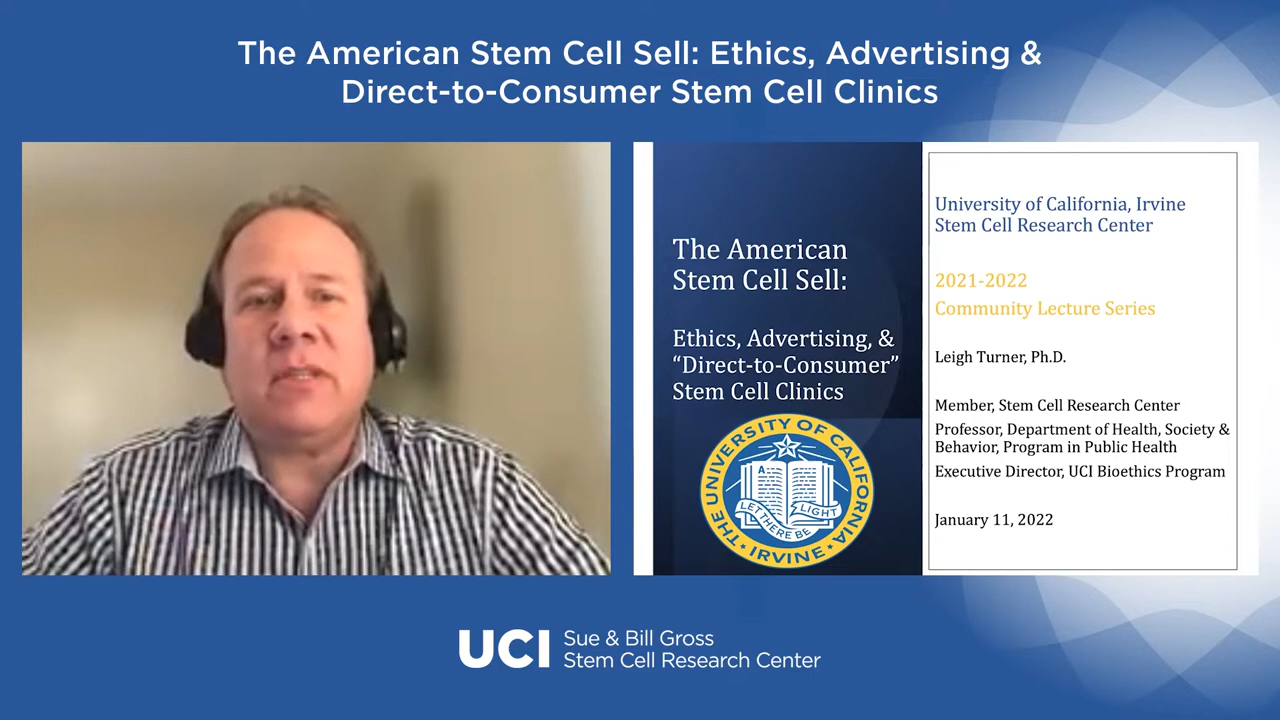 The American Stem Cell Sell: Ethics, Advertising &
Direct-to-Consumer Stem Cell Clinics
The American
Stem Cell Sell:
Ethics, Advertising, &
“Direct-to-Consumer”
Stem Cell Clinics
THE UNIVERSITY OF CALIFORNIA
A
LET THERE BE LIGHT
IRVINE
University of California, Irvine
Stem Cell Research Center
2021-2022
Community Lecture Series
Leigh Turner, Ph.D.
Member, Stem Cell Research Center
Professor, Department of Health, Society &
Behavior, Program in Public Health
Executive Director, UCI Bioethics Program
January 11, 2022
UCI
Sue & Bill Gross
Stem Cell Research Center